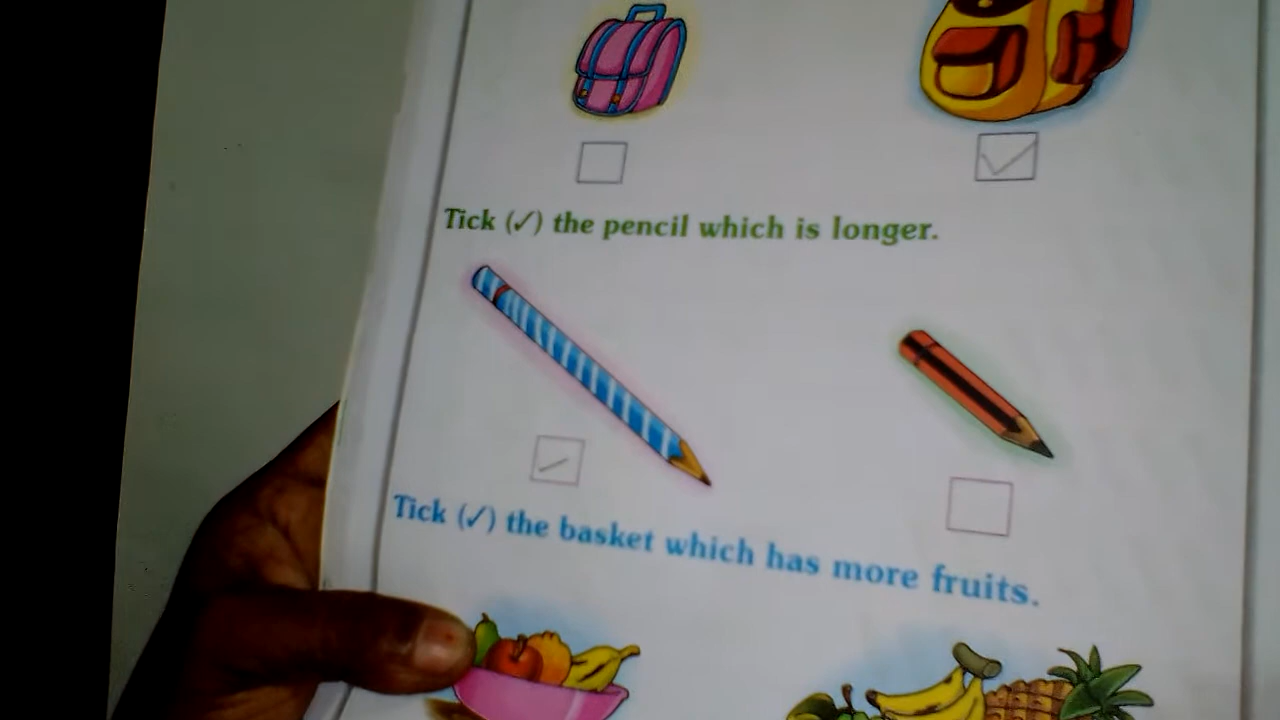 Tick (✓) the pencil which is longer.
Tick (✓) the basket which has more fruits.